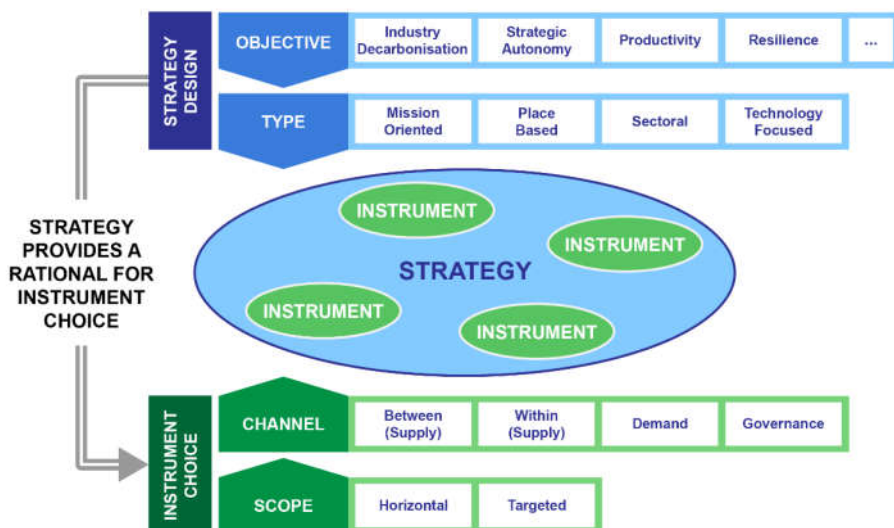 STRATEGY
DESIGN
OBJECTIVE
Industry
Decarbonisation
Strategic
Autonomy
Productivity
Resilience
...
TYPE
Mission
Oriented
Place
Based
Sectoral
Technology
Focused
STRATEGY
PROVIDES A
RATIONAL FOR
INSTRUMENT
CHOICE
INSTRUMENT
INSTRUMENT
STRATEGY
INSTRUMENT
INSTRUMENT
INSTRUMENT
CHOICE
CHANNEL
Between
(Supply)
Within
(Supply)
Demand
Governance
SCOPE
Horizontal
Targeted